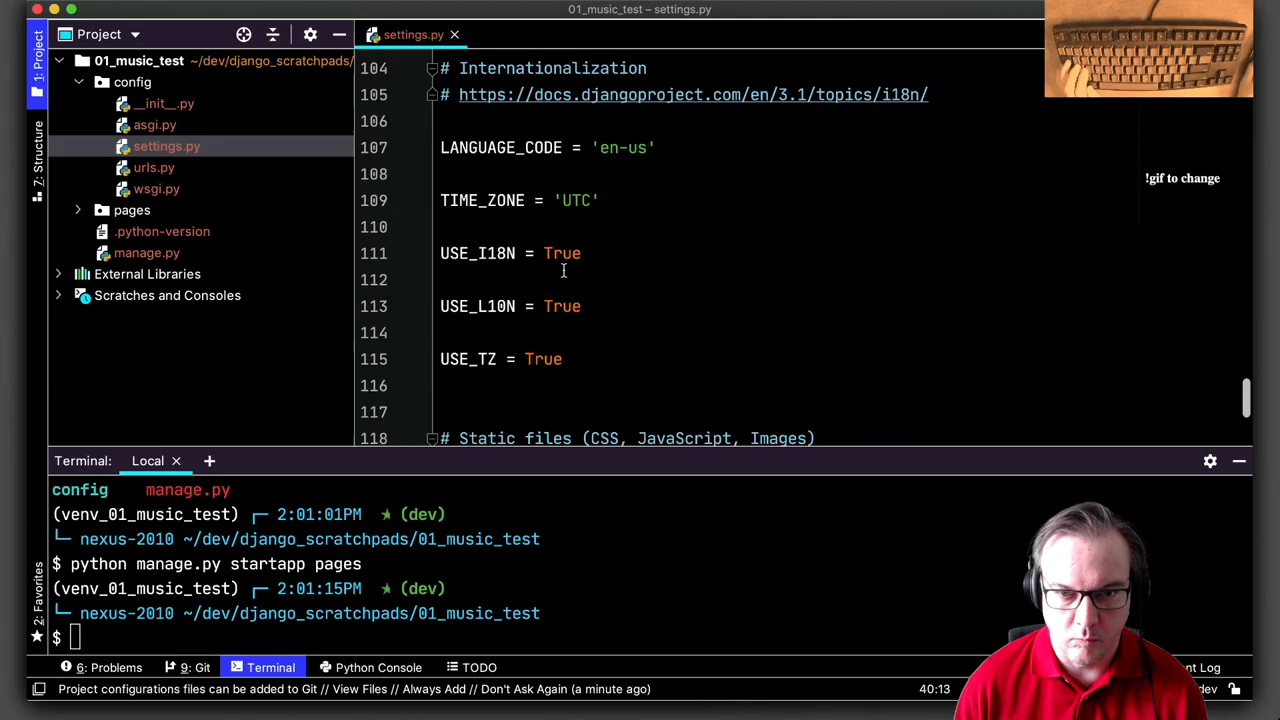 01_music_test – settings.py
1: Project
Project
settings.py
01_music_test ~/dev/django_scratchpads/
config
__init__.py
asgi.py
settings.py
urls.py
wsgi.py
pages
.python-version
manage.py
External Libraries
Scratches and Consoles
7: Structure
2: Favorites
104 # Internationalization
105 # https://docs.djangoproject.com/en/3.1/topics/i18n/
106
107 LANGUAGE_CODE = 'en-us'
108
109 TIME_ZONE = 'UTC'
110
111 USE_I18N = True
112
113 USE_L10N = True
114
115 USE_TZ = True
116
117
118 # Static files (CSS, JavaScript, Images)
!gif to change
Terminal: Local +
config manage.py
(venv_01_music_test) 2:01:01PM (dev)
nexus-2010 ~/dev/django_scratchpads/01_music_test
$ python manage.py startapp pages
(venv_01_music_test) 2:01:15PM (dev)
nexus-2010 ~/dev/django_scratchpads/01_music_test
$
6: Problems 9: Git Terminal Python Console TODO nt Log
Project configurations files can be added to Git // View Files // Always Add // Don't Ask Again (a minute ago) 40:13 dev